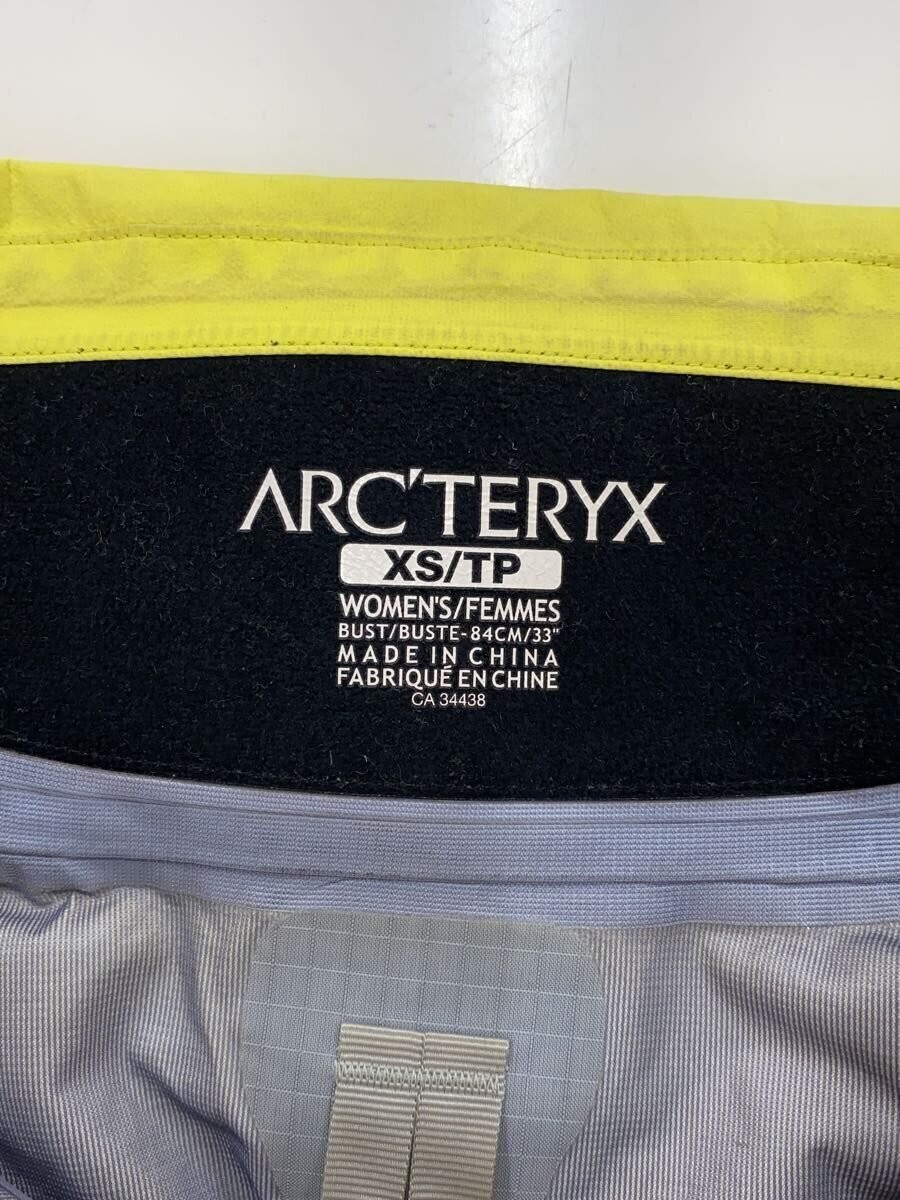 ARC'TERYX
XS/TP
WOMEN'S/FEMMES
BUST/BUSTE-84CM/33"
MADE IN CHINA
FABRIQUÉ EN CHINE
CA 34438